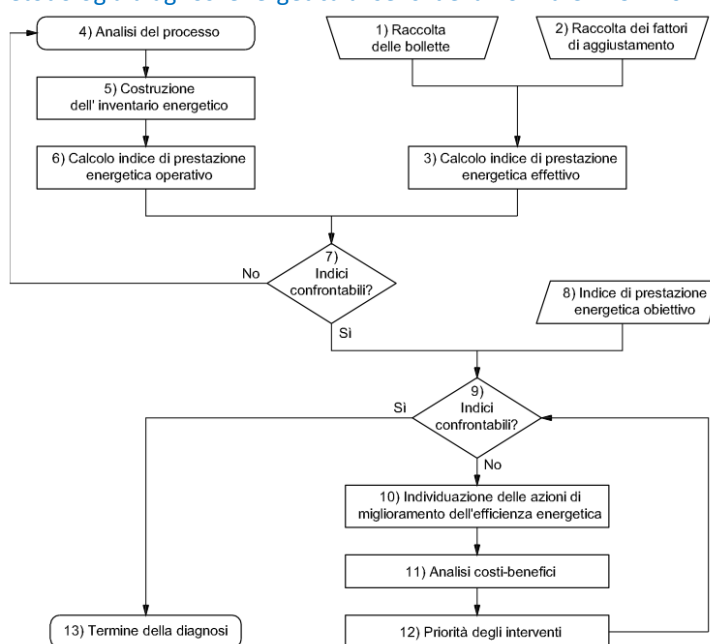 4) Analisi del processo
1) Raccolta
delle bollette
2) Raccolta dei fattori
di aggiustamento
5) Costruzione
dell' inventario energetico
6) Calcolo indice di prestazione
energetica operativo
3) Calcolo indice di prestazione
energetica effettivo
7)
Indici
confrontabili?
No
Sì
8) Indice di prestazione
energetica obiettivo
9)
Indici
confrontabili?
Sì
No
10) Individuazione delle azioni di
miglioramento dell'efficienza energetica
11) Analisi costi-benefici
12) Priorità degli interventi
13) Termine della diagnosi